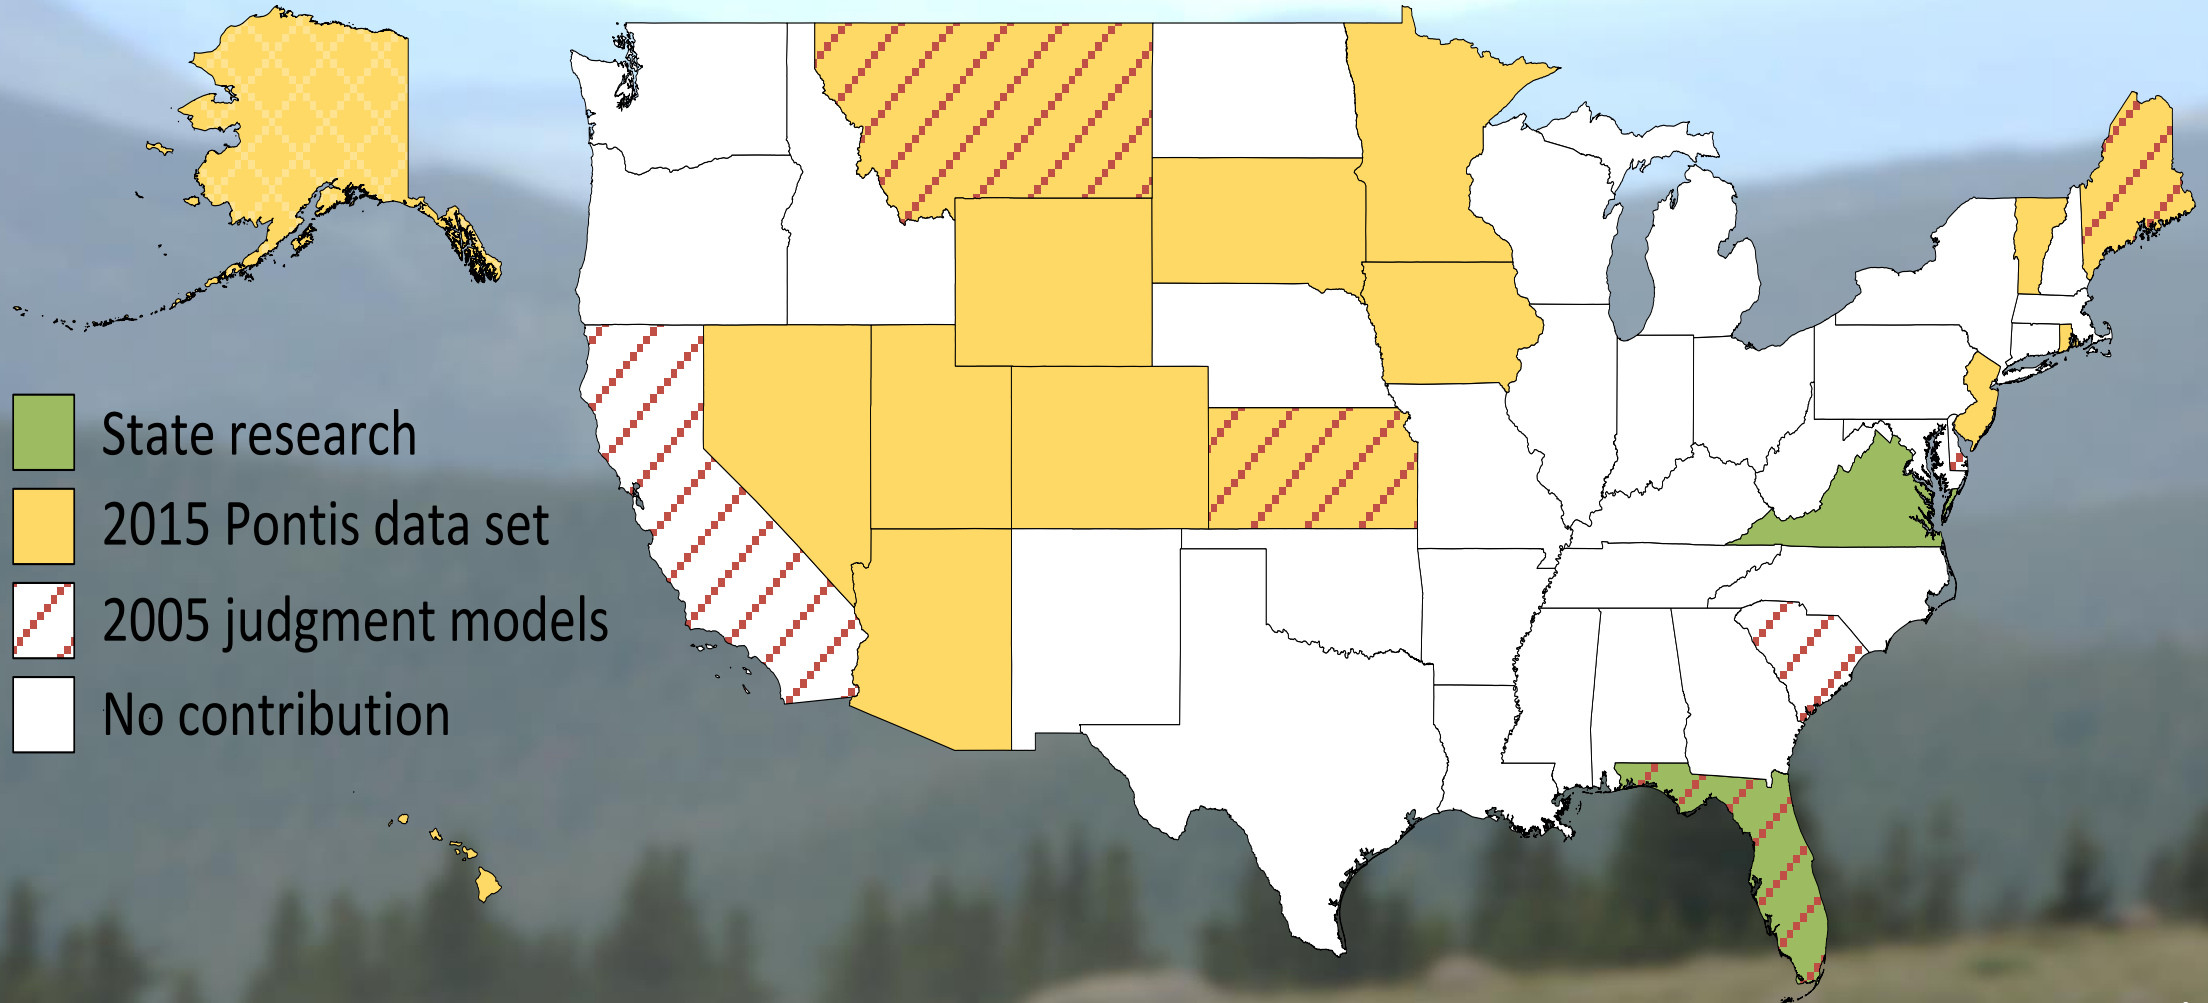 State research
2015 Pontis data set
2005 judgment models
No contribution